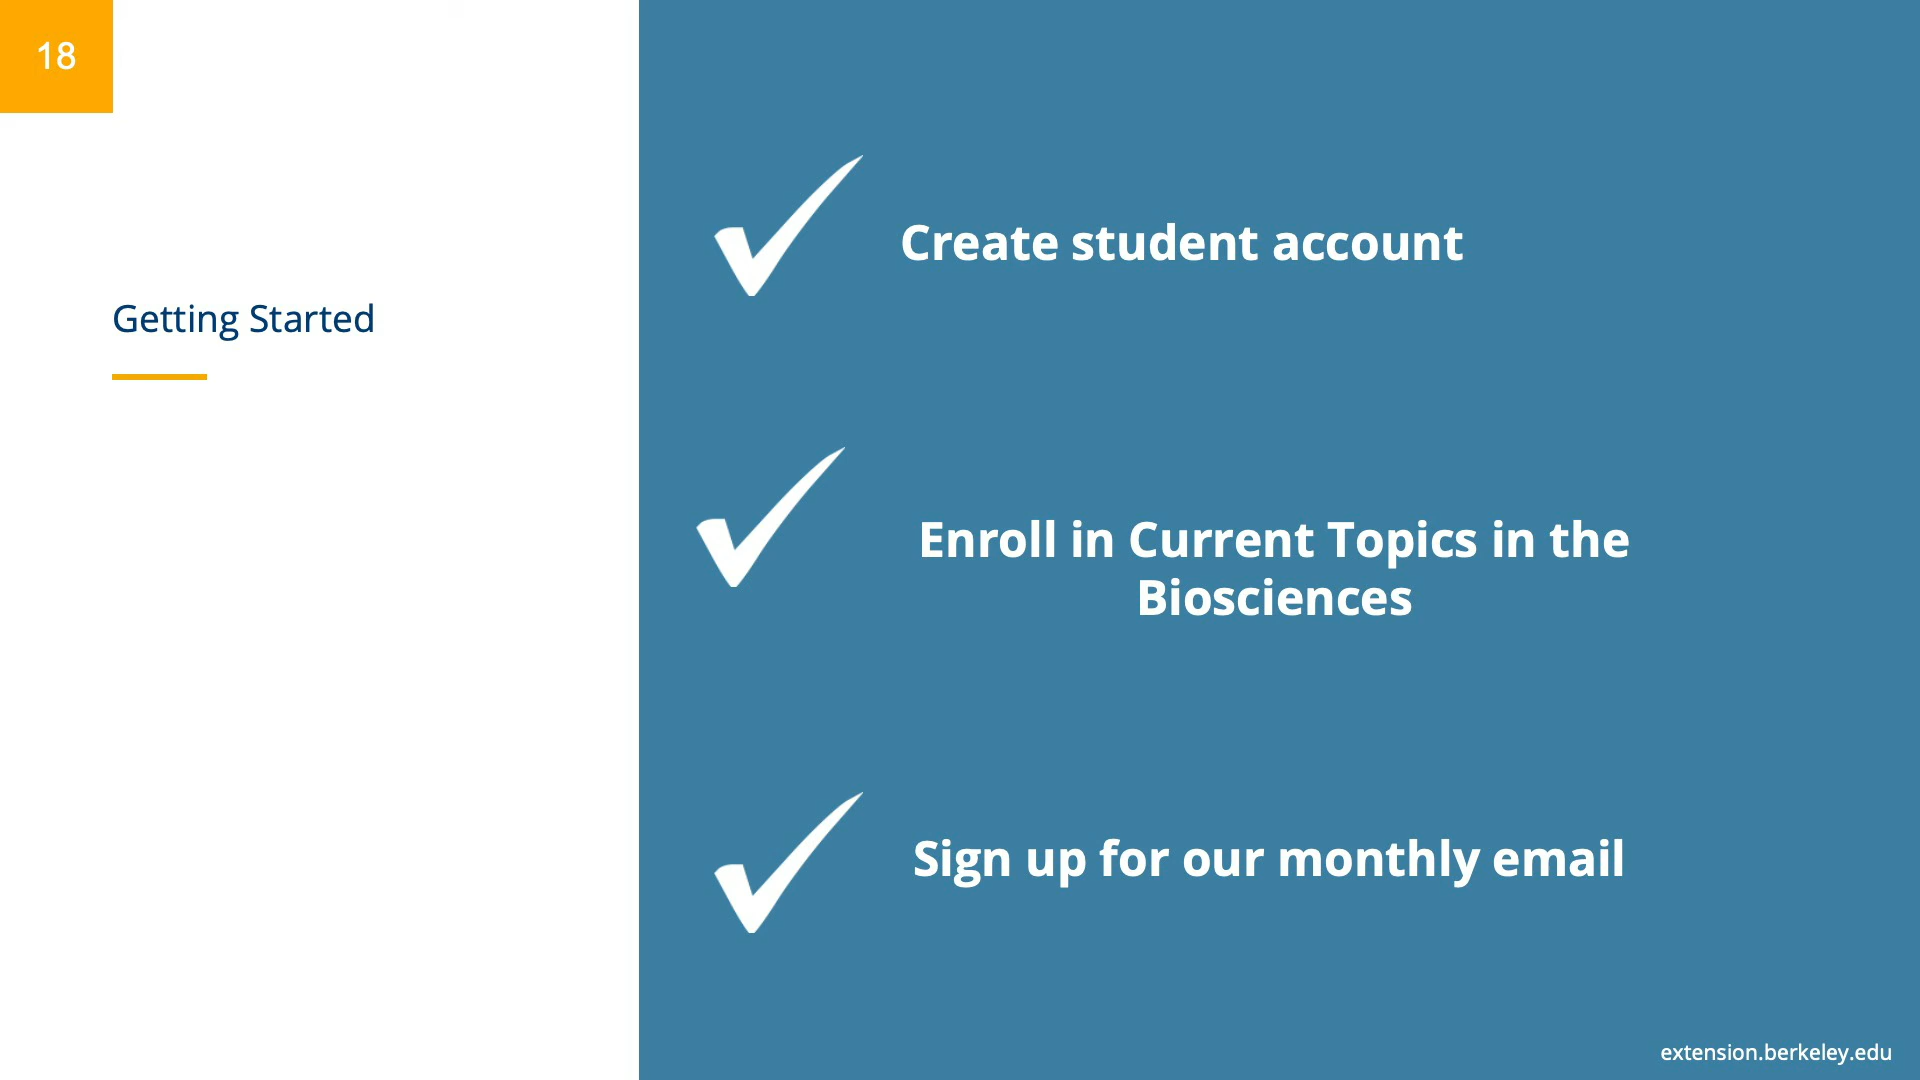 18
Getting Started
Create student account
Enroll in Current Topics in the
Biosciences
Sign up for our monthly email
extension.berkeley.edu